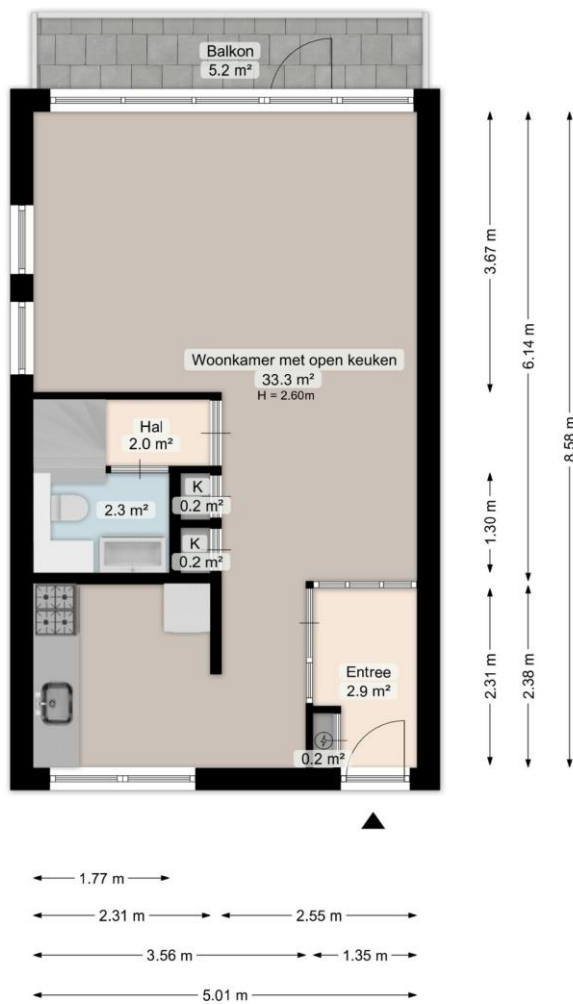 Balkon
5.2 m²
Woonkamer met open keuken
33.3 m²
H = 2.60m
Hal
2.0 m²
K
0.2 m²
2.3 m²
K
0.2 m²
Entree
2.9 m²
0.2 m²
3.67 m
6.14 m
8.58 m
1.30 m
2.31 m
2.38 m
1.77 m
2.31 m
2.55 m
3.56 m
1.35 m
5.01 m